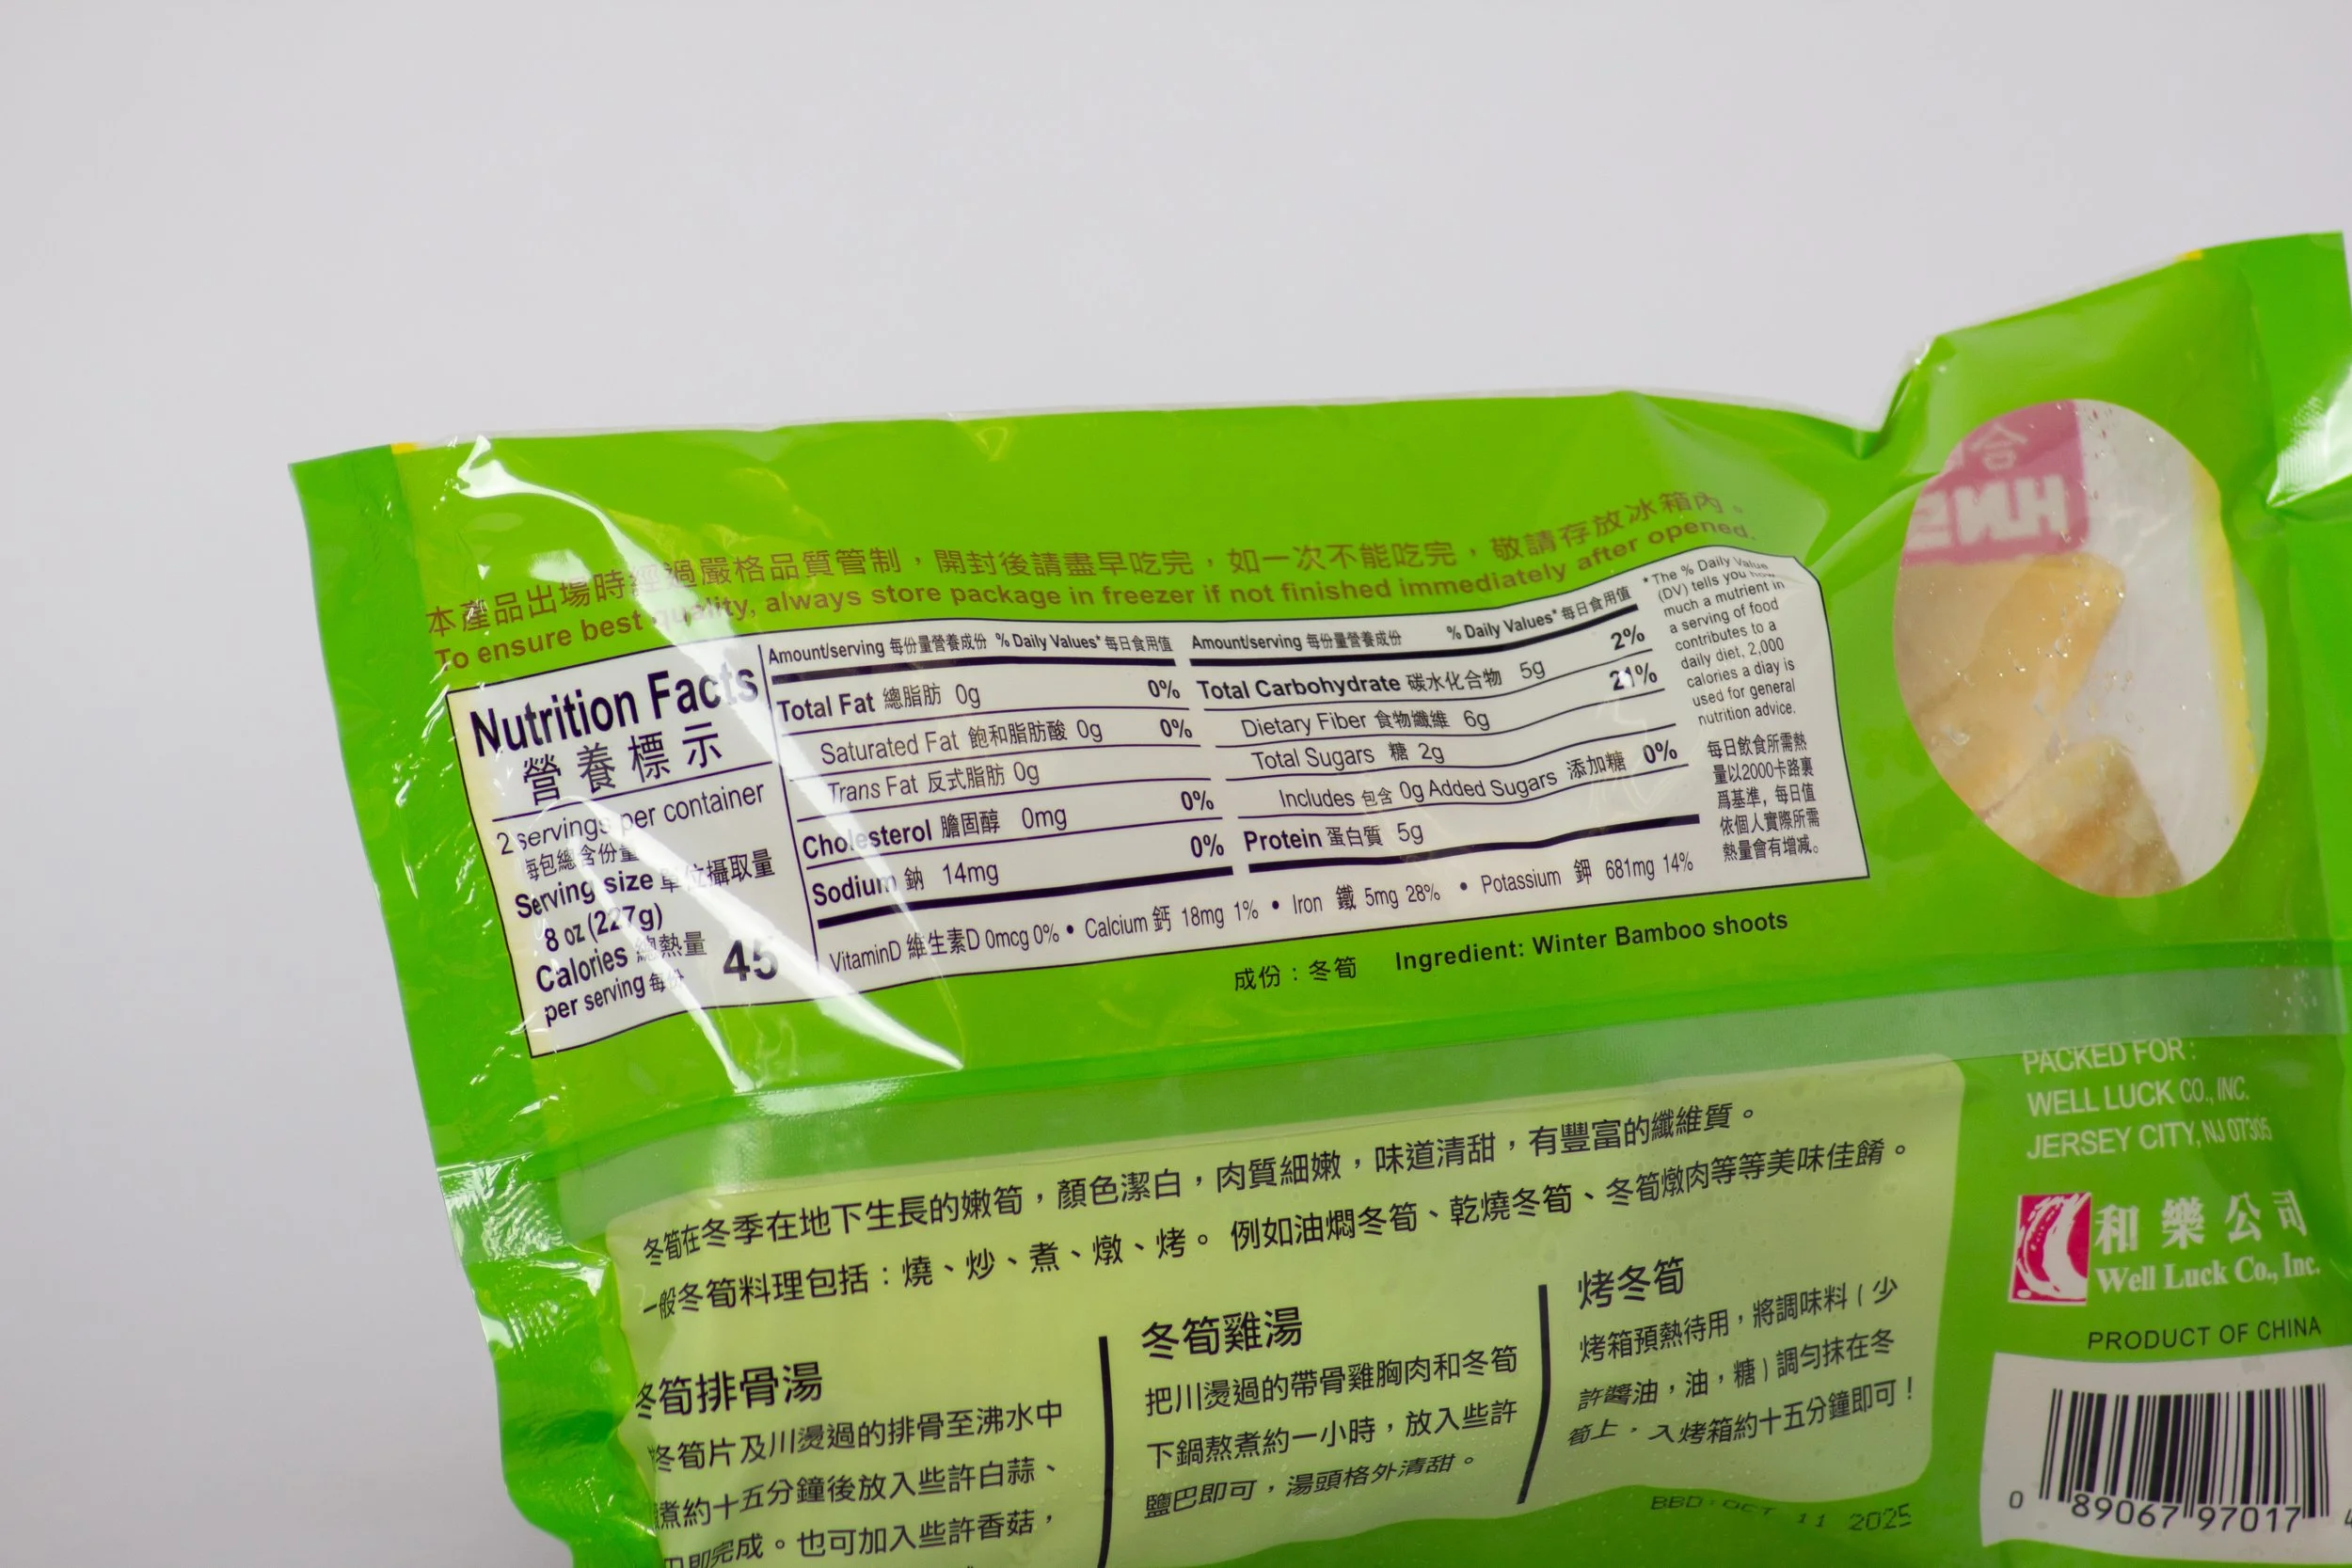 本產品出場時經過嚴格品質管制，開封後請盡早吃完，如一次不能吃完，敬請存放冰箱內。
To ensure best quality, always store package in freezer if not finished immediately after opened.
Nutrition Facts
營養標示
2 servings per container
每包總含份量
Serving size 單位攝取量
8 oz (227g)
Calories 總熱量 45
per serving 每份
Amount/serving 每份量營養成份 % Daily Values* 每日食用值
Total Fat 總脂肪 0g 0%
Saturated Fat 飽和脂肪酸 0g 0%
Trans Fat 反式脂肪 0g
Cholesterol 膽固醇 0mg 0%
Sodium 鈉 14mg 0%
Amount/serving 每份量營養成份 % Daily Values* 每日食用值
Total Carbohydrate 碳水化合物 5g 2%
Dietary Fiber 食物纖維 6g 21%
Total Sugars 糖 2g
Includes 包含 0g Added Sugars 添加糖 0%
Protein 蛋白質 5g
VitaminD 維生素D 0mcg 0% • Calcium 鈣 18mg 1% • Iron 鐵 5mg 28% • Potassium 鉀 681mg 14%
* The % Daily Value
(DV) tells you how
much a mutrient in
a serving of food
contributes to a
daily diet, 2,000
calories a diay is
used for general
nutrition advice.
每日飲食所需熱
量以2000卡路裏
爲基準，每日值
依個人實際所需
熱量會有增减。
成份：冬筍 Ingredient: Winter Bamboo shoots
冬筍在冬季在地下生長的嫩筍，顏色潔白，肉質細嫩，味道清甜，有豐富的纖維質。
一般冬筍料理包括：燒、炒、煮、燉、烤。例如油燜冬筍、乾燒冬筍、冬筍燉肉等等美味佳餚。
冬筍排骨湯
冬筍片及川燙過的排骨至沸水中
煮約十五分鐘後放入些許白蒜、
即完成。也可加入些許香菇，
冬筍雞湯
把川燙過的帶骨雞胸肉和冬筍
下鍋熬煮約一小時，放入些許
鹽巴即可，湯頭格外清甜。
烤冬筍
烤箱預熱待用，將調味料（少
許醬油，油，糖）調勻抹在冬
筍上，入烤箱約十五分鐘即可！
BBD: OCT 11 2025
PACKED FOR:
WELL LUCK CO., INC.
JERSEY CITY, NJ 07305
和樂公司
Well Luck Co., Inc.
PRODUCT OF CHINA
0 89067 97017 4